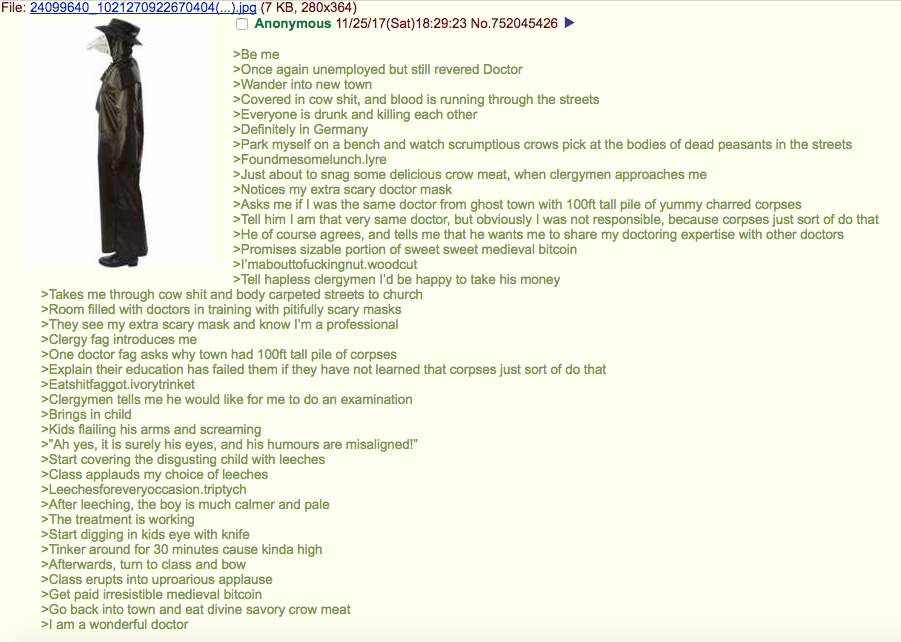 File: 24099640_1021270922670404(...).jpg (7 KB, 280x364)
Anonymous 11/25/17(Sat)18:29:23 No.752045426
>Be me
>Once again unemployed but still revered Doctor
>Wander into new town
>Covered in cow shit, and blood is running through the streets
>Everyone is drunk and killing each other
>Definitely in Germany
>Park myself on a bench and watch scrumptious crows pick at the bodies of dead peasants in the streets
>Foundmesomelunch.lyre
>Just about to snag some delicious crow meat, when clergymen approaches me
>Notices my extra scary doctor mask
>Asks me if I was the same doctor from ghost town with 100ft tall pile of yummy charred corpses
>Tell him I am that very same doctor, but obviously I was not responsible, because corpses just sort of do that
>He of course agrees, and tells me that he wants me to share my doctoring expertise with other doctors
>Promises sizable portion of sweet sweet medieval bitcoin
>I'mabouttofuckingnut.woodcut
>Tell hapless clergymen I'd be happy to take his money
>Takes me through cow shit and body carpeted streets to church
>Room filled with doctors in training with pitifully scary masks
>They see my extra scary mask and know I'm a professional
>Clergy fag introduces me
>One doctor fag asks why town had 100ft tall pile of corpses
>Explain their education has failed them if they have not learned that corpses just sort of do that
>Eatshitfaggot.ivorytrinket
>Clergymen tells me he would like for me to do an examination
>Brings in child
>Kids flailing his arms and screaming
>"Ah yes, it is surely his eyes, and his humours are misaligned!"
>Start covering the disgusting child with leeches
>Class applauds my choice of leeches
>Leechesforeveryoccasion.triptych
>After leeching, the boy is much calmer and pale
>The treatment is working
>Start digging in kids eye with knife
>Tinker around for 30 minutes cause kinda high
>Afterwards, turn to class and bow
>Class erupts into uproarious applause
>Get paid irresistible medieval bitcoin
>Go back into town and eat divine savory crow meat
>I am a wonderful doctor